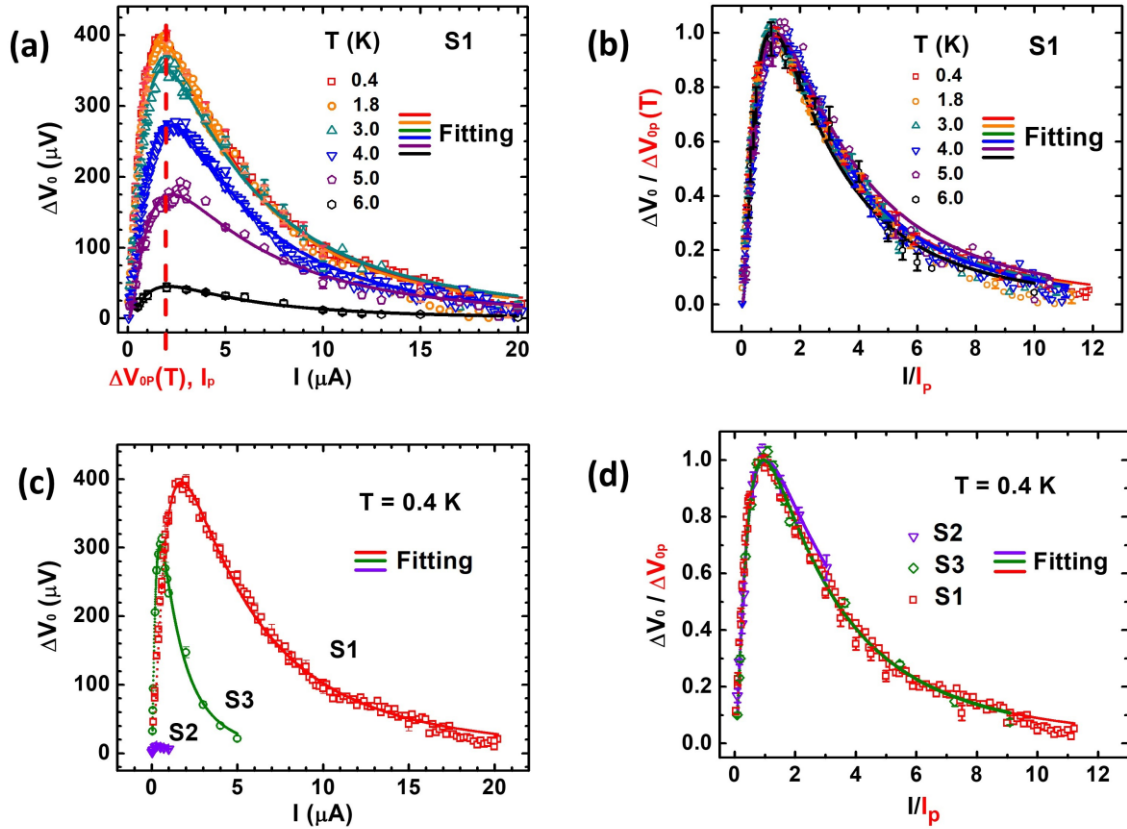 (a)
ΔV₀ (μV)
400
300
200
100
0
T (K)
S1
0.4
1.8
3.0
4.0
5.0
6.0
Fitting
0 5 10 15 20
ΔV₀ₚ(T), Iₚ
I (μA)
(b)
ΔV₀ / ΔV₀ₚ(T)
1.0
0.8
0.6
0.4
0.2
0.0
T (K)
S1
0.4
1.8
3.0
4.0
5.0
6.0
Fitting
0 2 4 6 8 10 12
I/Iₚ
(c)
ΔV₀ (μV)
400
300
200
100
0
T = 0.4 K
Fitting
S1
S3
S2
0 5 10 15 20
I (μA)
(d)
ΔV₀ / ΔV₀ₚ
1.0
0.8
0.6
0.4
0.2
0.0
T = 0.4 K
S2
S3
S1
Fitting
0 2 4 6 8 10 12
I/Iₚ